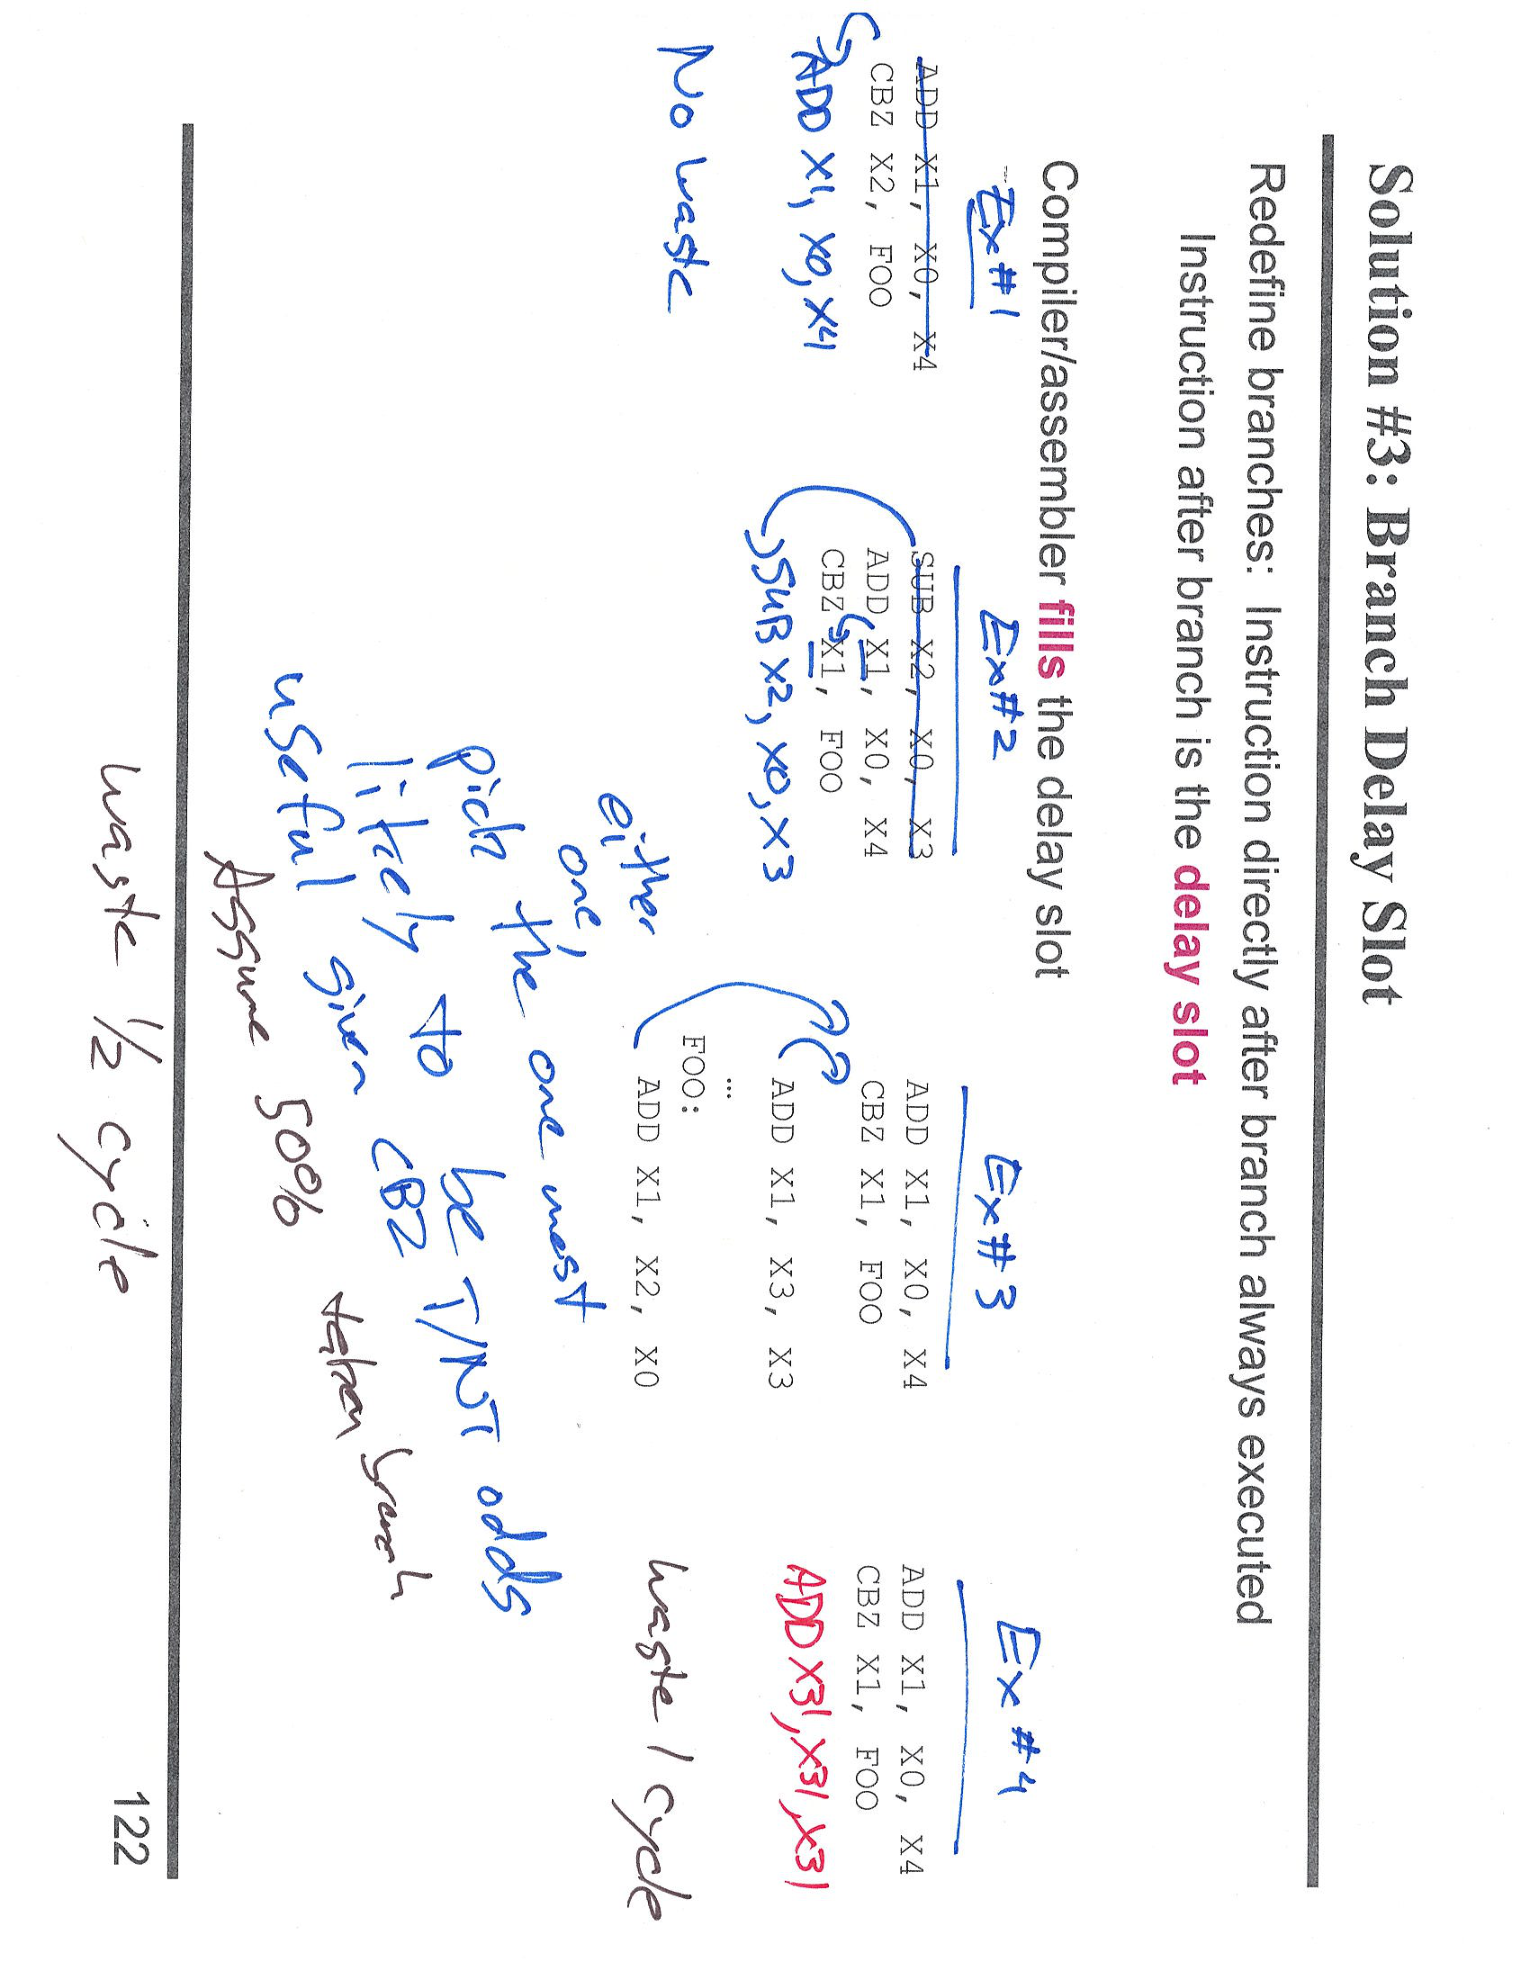 Solution #3: Branch Delay Slot
Redefine branches: Instruction directly after branch always executed
Instruction after branch is the delay slot
Compiler/assembler fills the delay slot
Ex#1
ADD X1, X0, X4
CBZ X2, FOO
ADD X1, X0, X4
No waste
Ex#2
SUB X2, X0, X3
ADD X1, X0, X4
CBZ X1, FOO
SUB X2, X0, X3
Ex#3
ADD X1, X0, X4
CBZ X1, FOO
ADD X1, X3, X3
...
FOO:
ADD X1, X2, X0
either
one,
pick the one most
likely to be T/NT odds
useful given CBZ
Assume 50% taken branch
waste 1/2 cycle
Ex #4
ADD X1, X0, X4
CBZ X1, FOO
ADD X31, X31, X31
waste 1 cycle
122